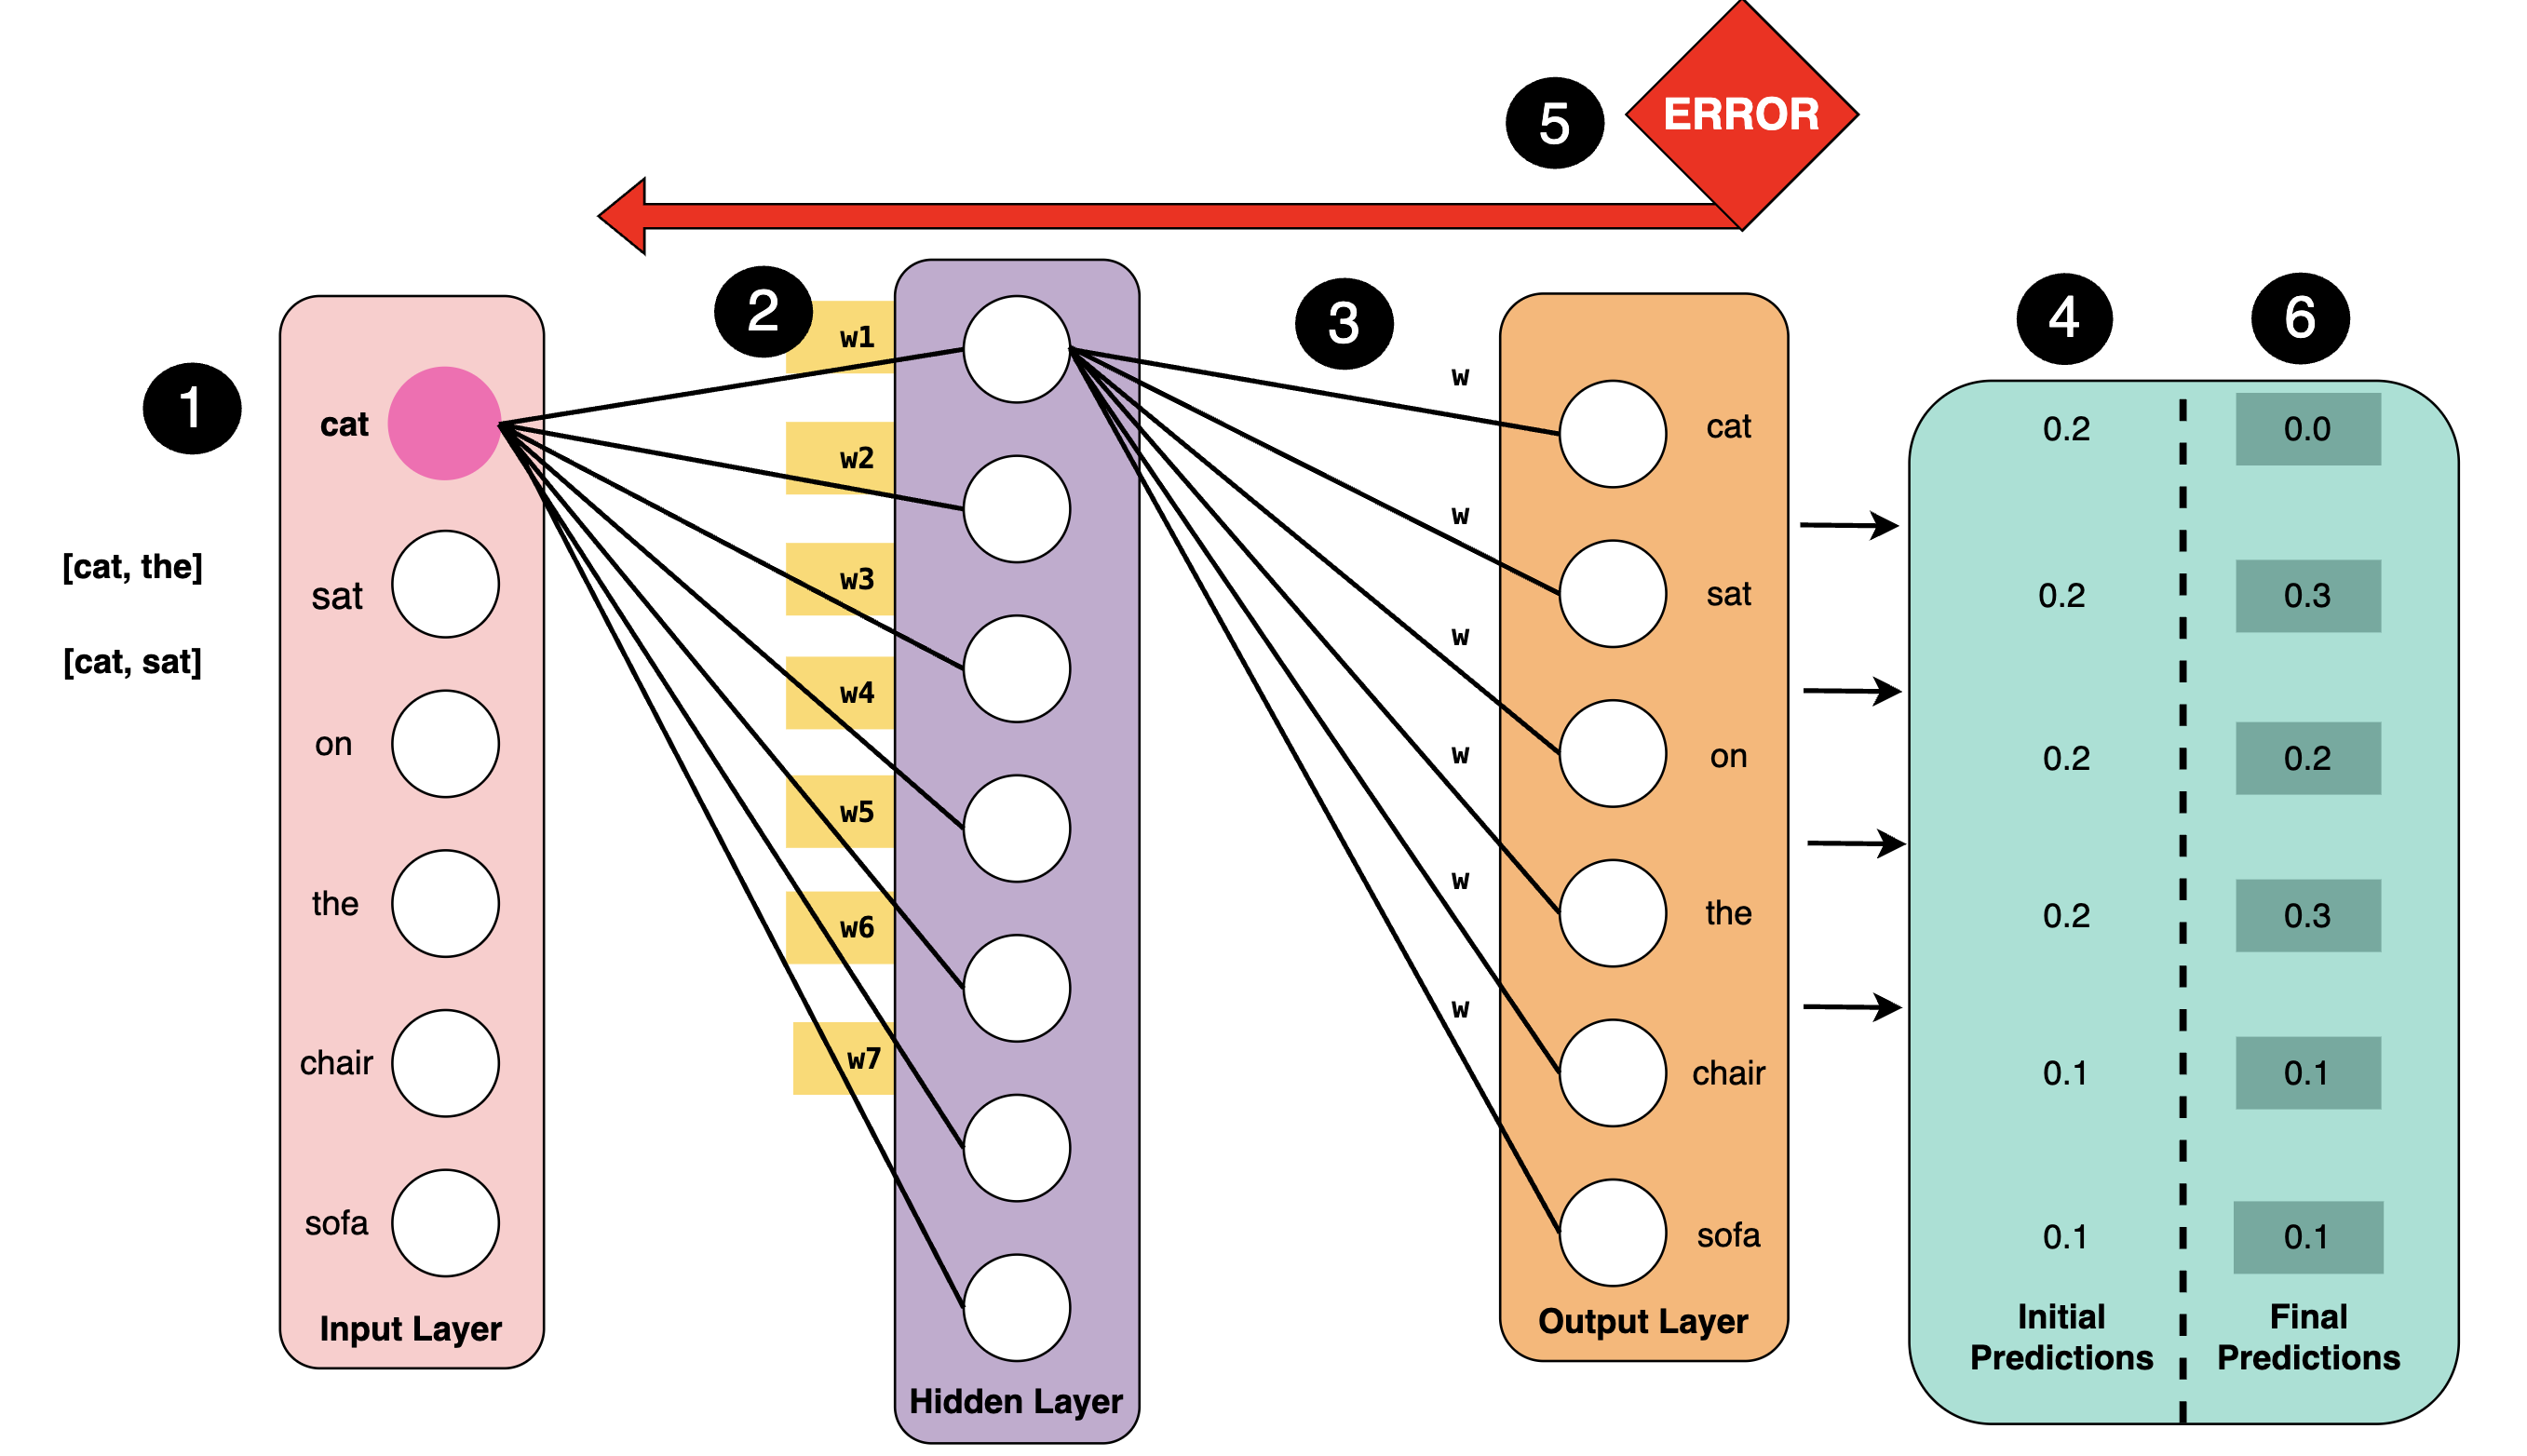 ERROR
5
1
cat
sat
on
the
chair
sofa
Input Layer
[cat, the]
[cat, sat]
2
w1
w2
w3
w4
w5
w6
w7
Hidden Layer
3
w
w
w
w
w
w
cat
sat
on
the
chair
sofa
Output Layer
4
0.2
0.2
0.2
0.2
0.1
0.1
Initial
Predictions
6
0.0
0.3
0.2
0.3
0.1
0.1
Final
Predictions